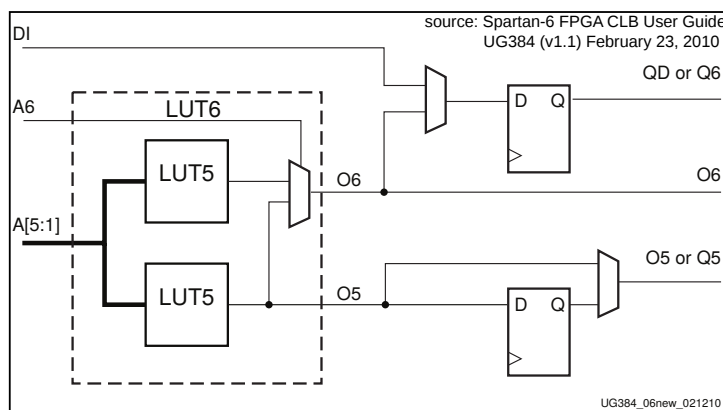 source: Spartan-6 FPGA CLB User Guide
UG384 (v1.1) February 23, 2010
DI
QD or Q6
D Q
A6
LUT6
LUT5
O6
O6
A[5:1]
O5 or Q5
LUT5
O5
D Q
UG384_06new_021210